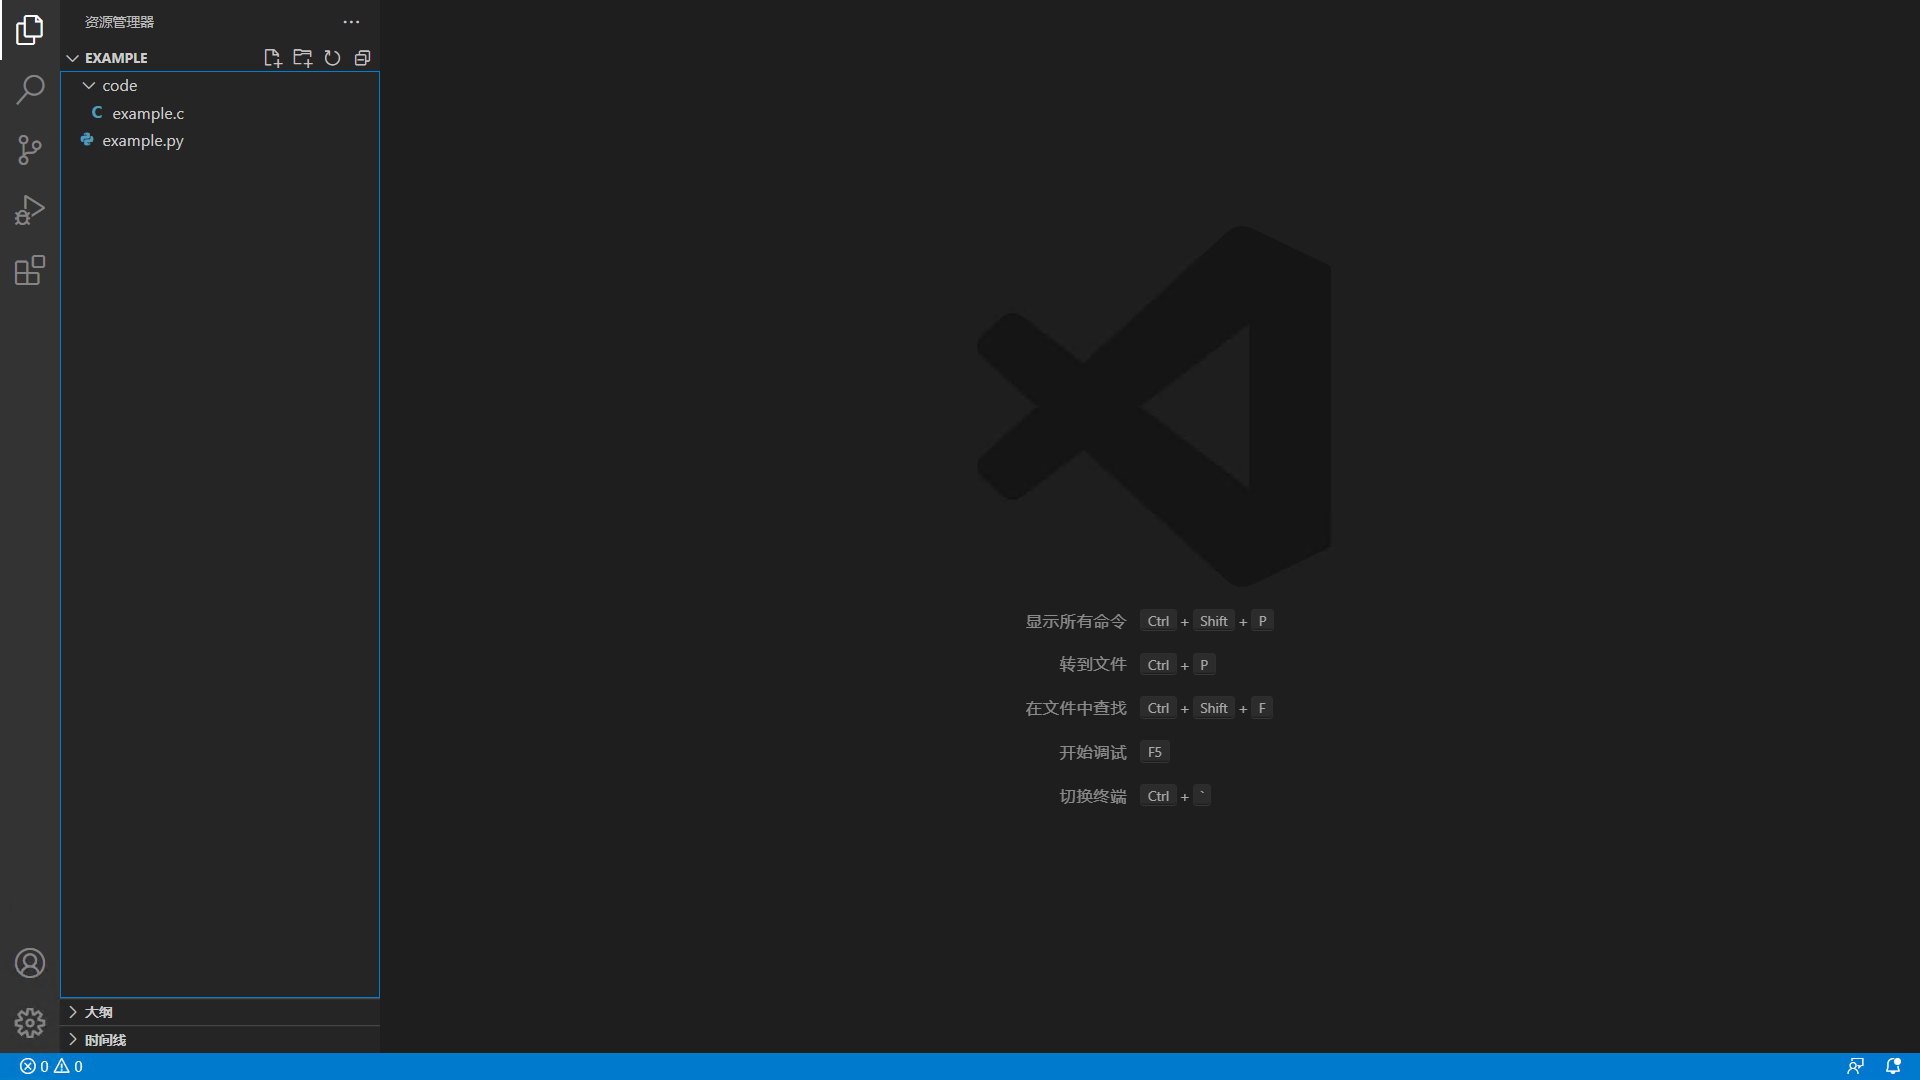 资源管理器
EXAMPLE
code
C example.c
example.py
显示所有命令 Ctrl + Shift + P
转到文件 Ctrl + P
在文件中查找 Ctrl + Shift + F
开始调试 F5
切换终端 Ctrl + `
大纲
时间线
0 0